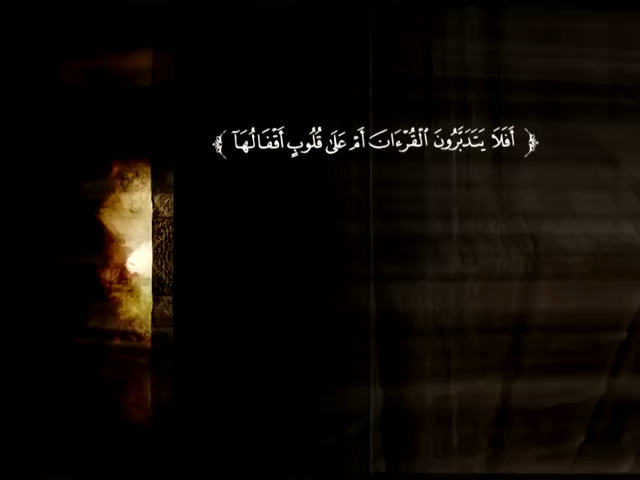 ﴿ أَفَلَا يَتَدَبَّرُونَ ٱلْقُرْءَانَ أَمْ عَلَىٰ قُلُوبٍ أَقْفَالُهَآ ﴾